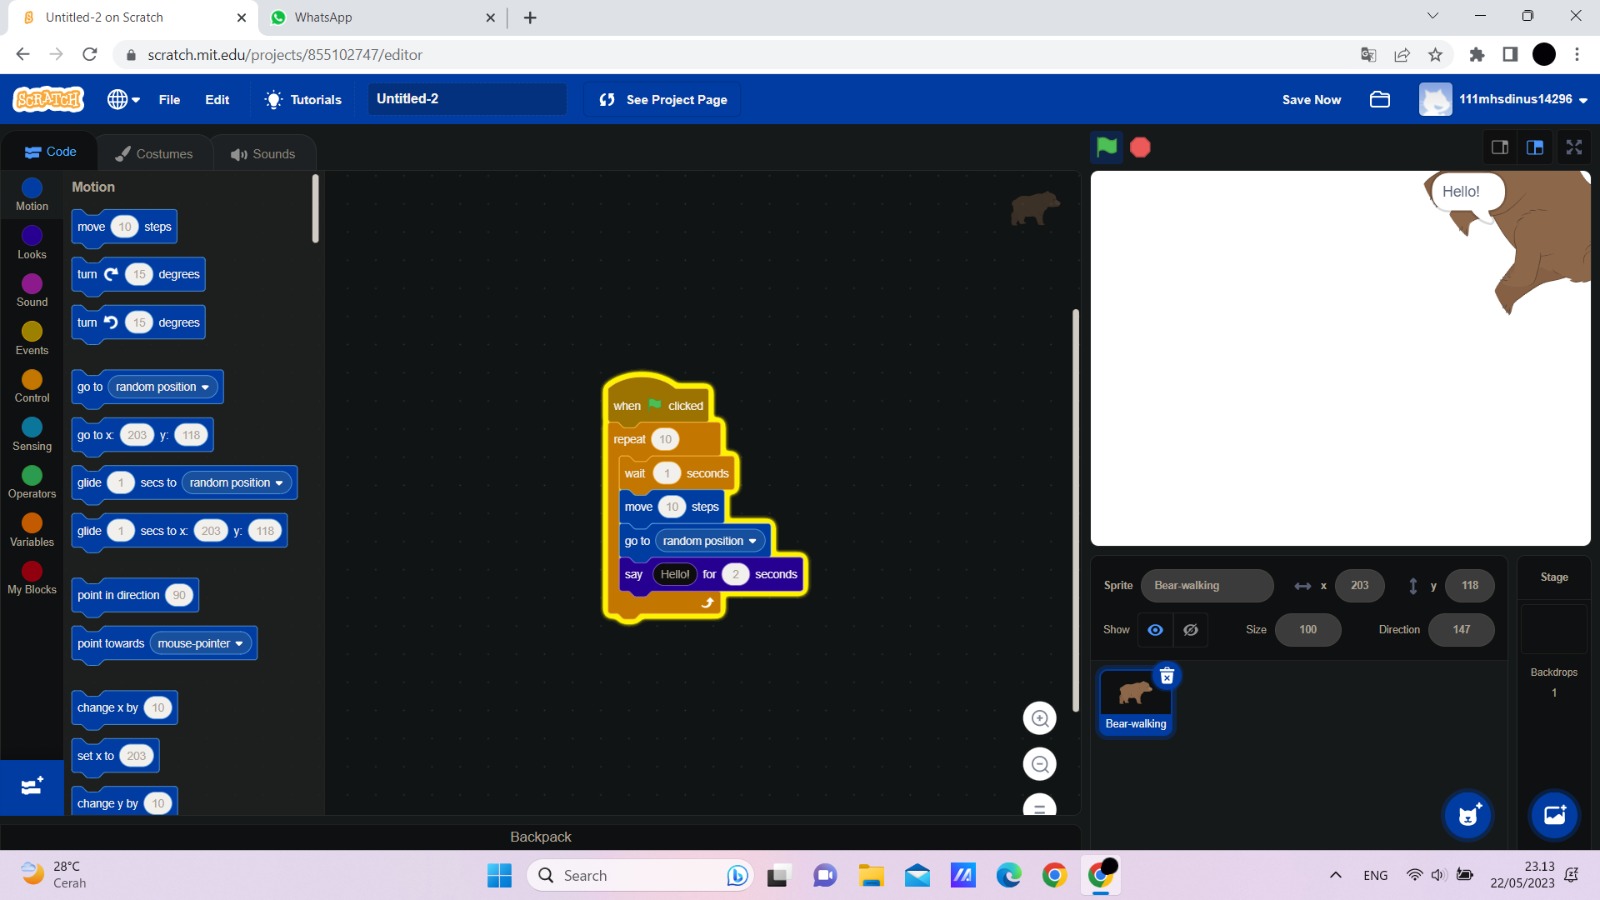 Untitled-2 on Scratch
WhatsApp
scratch.mit.edu/projects/855102747/editor
SCRATCH
File
Edit
Tutorials
Untitled-2
See Project Page
Save Now
111mhsdinus14296
Code
Costumes
Sounds
Motion
Looks
Sound
Events
Control
Sensing
Operators
Variables
My Blocks
Motion
move 10 steps
turn 15 degrees
turn 15 degrees
go to random position
go to x: 203 y: 118
glide 1 secs to random position
glide 1 secs to x: 203 y: 118
point in direction 90
point towards mouse-pointer
change x by 10
set x to 203
change y by 10
when clicked
repeat 10
wait 1 seconds
move 10 steps
go to random position
say Hello! for 2 seconds
Backpack
Hello!
Sprite Bear-walking x 203 y 118
Show Size 100 Direction 147
Bear-walking
Stage
Backdrops
1
28°C
Cerah
Search
ENG
23.13
22/05/2023